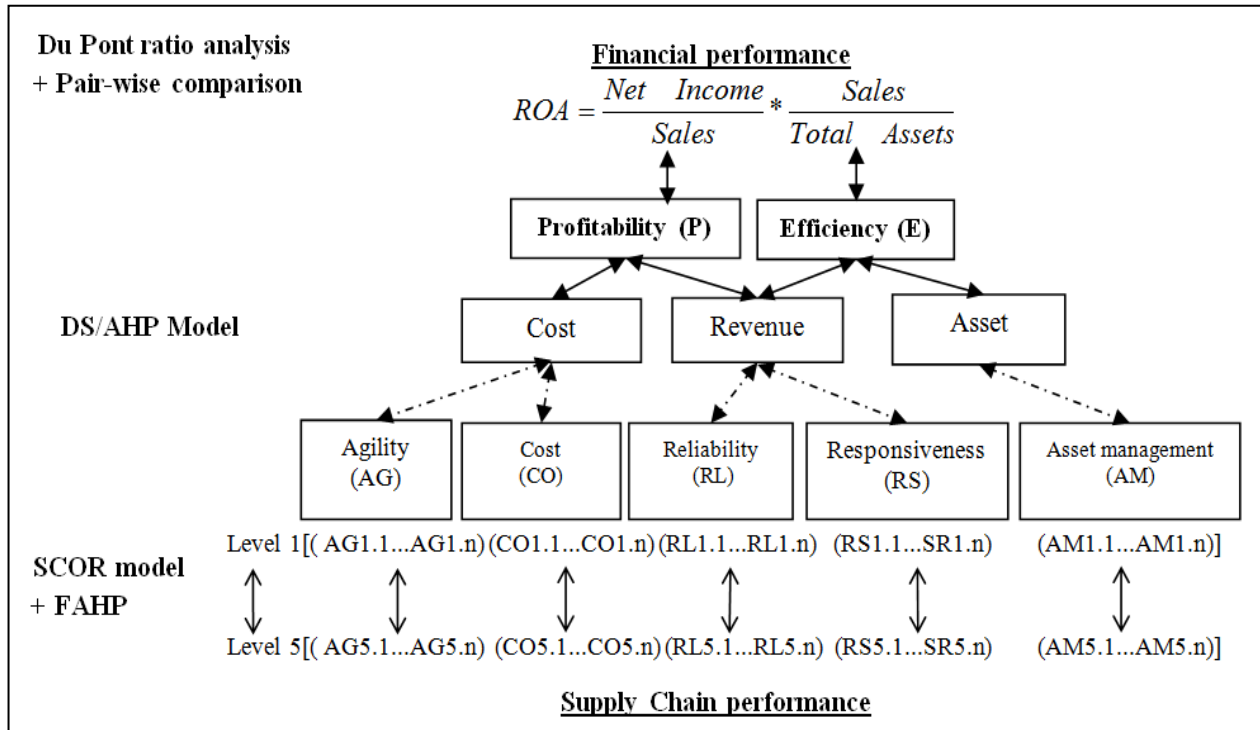 Du Pont ratio analysis
+ Pair-wise comparison
Financial performance
ROA = Net Income / Sales * Sales / Total Assets
Profitability (P)
Efficiency (E)
DS/AHP Model
Cost
Revenue
Asset
Agility
(AG)
Cost
(CO)
Reliability
(RL)
Responsiveness
(RS)
Asset management
(AM)
Level 1[( AG1.1...AG1.n) (CO1.1...CO1.n) (RL1.1...RL1.n) (RS1.1...SR1.n) (AM1.1...AM1.n)]
SCOR model
+ FAHP
Level 5[( AG5.1...AG5.n) (CO5.1...CO5.n) (RL5.1...RL5.n) (RS5.1...SR5.n) (AM5.1...AM5.n)]
Supply Chain performance